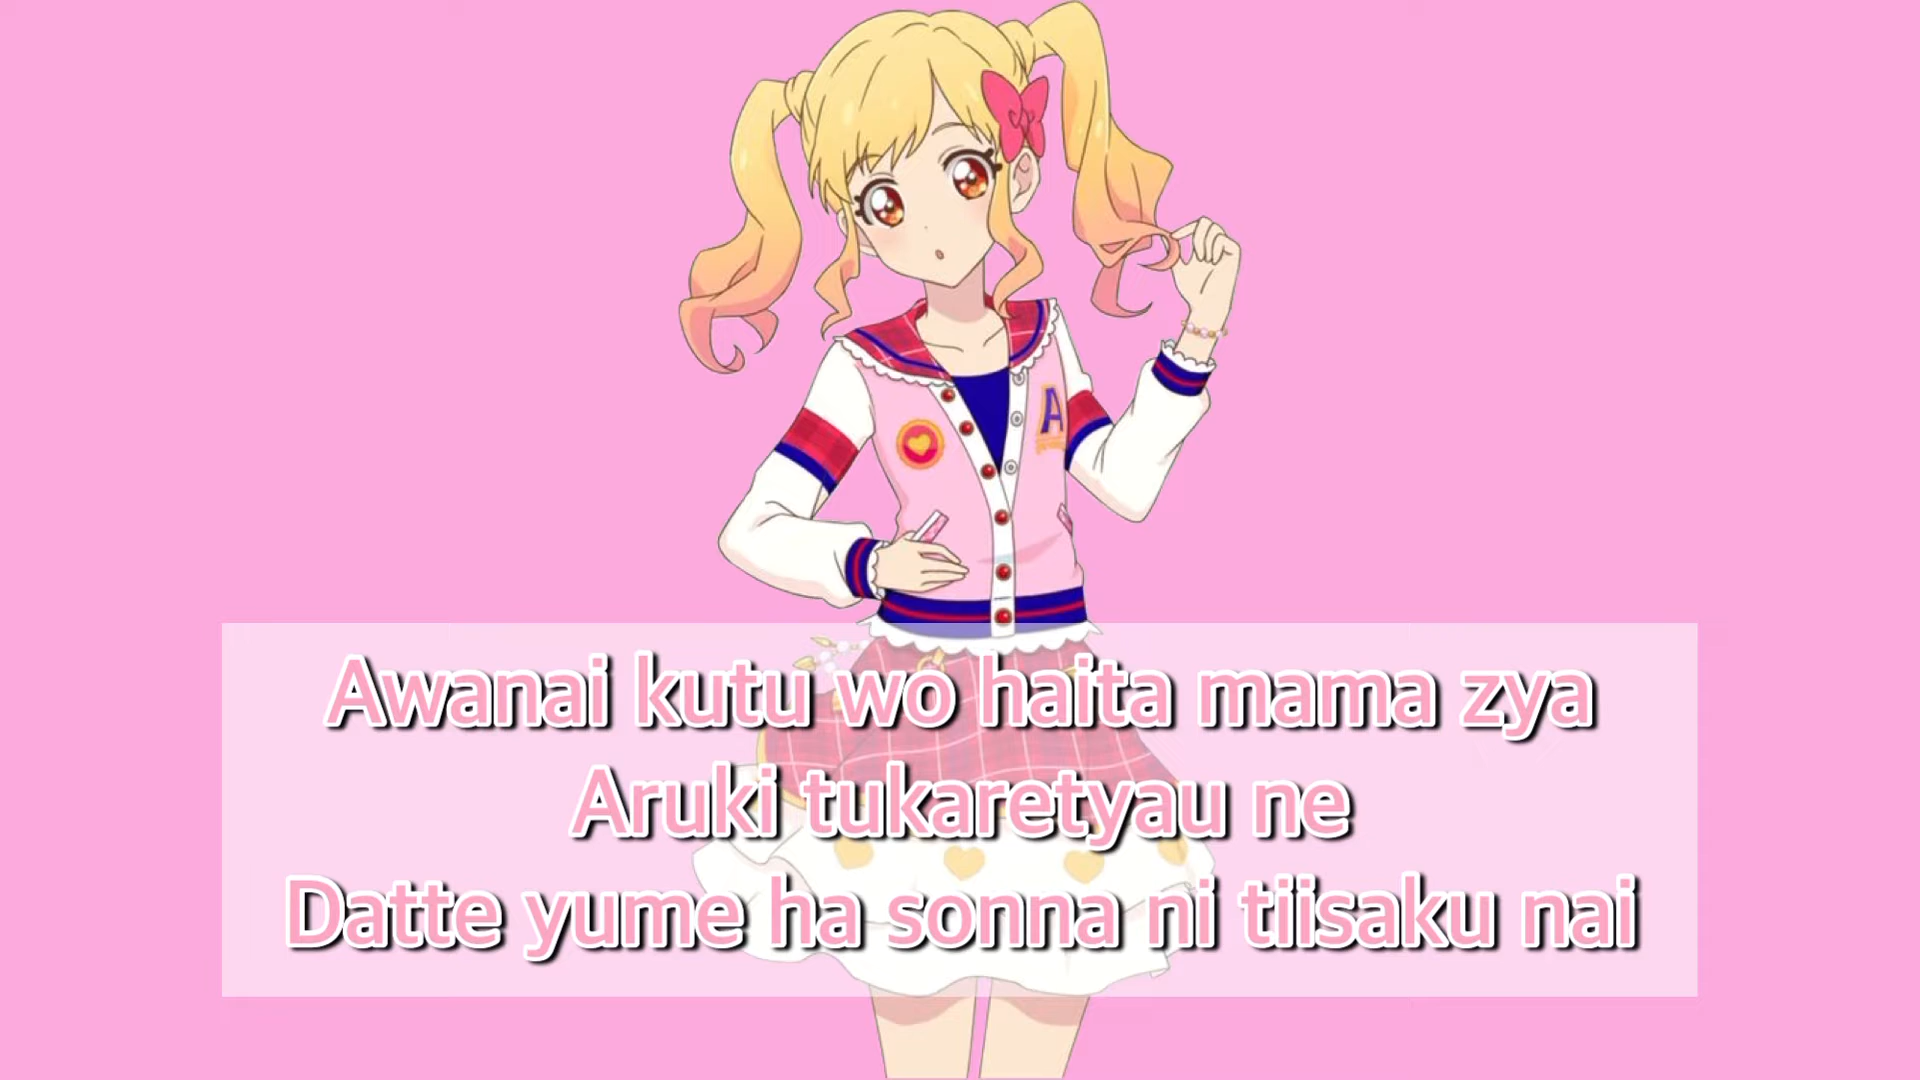 A
Awanai kutu wo haita mama zya
Aruki tukaretyau ne
Datte yume ha sonna ni tiisaku nai